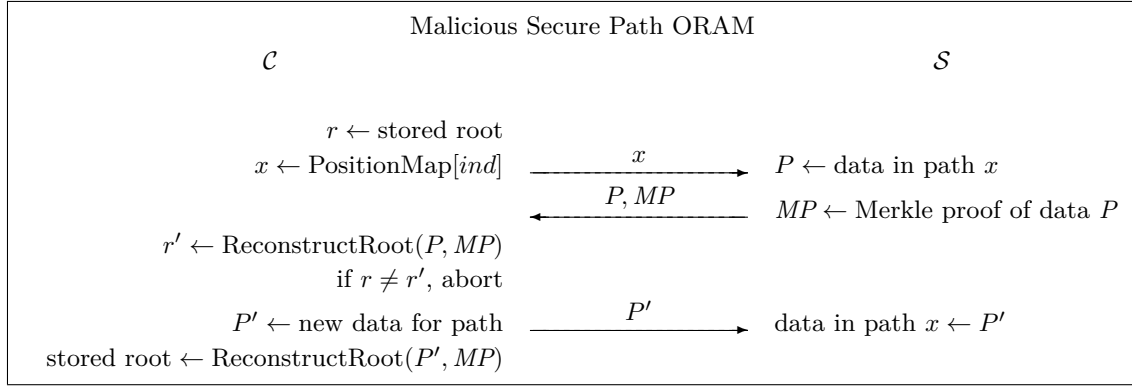 Malicious Secure Path ORAM
𝒞 𝒮
r ← stored root
x ← PositionMap[ind] x P ← data in path x
P, MP MP ← Merkle proof of data P
r′ ← ReconstructRoot(P, MP)
if r ≠ r′, abort
P′ ← new data for path P′ data in path x ← P′
stored root ← ReconstructRoot(P′, MP)